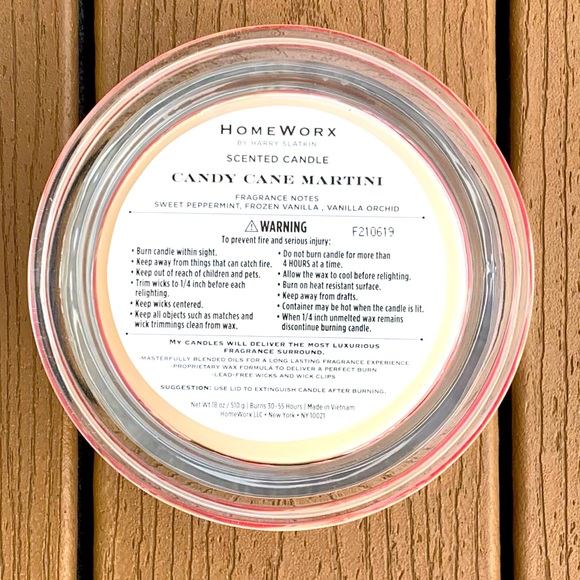 HOMEWORX
BY HARRY SLATKIN
SCENTED CANDLE
CANDY CANE MARTINI
FRAGRANCE NOTES
SWEET PEPPERMINT, FROZEN VANILLA , VANILLA ORCHID
⚠WARNING
F210619
To prevent fire and serious injury:
• Burn candle within sight.
• Keep away from things that can catch fire.
• Keep out of reach of children and pets.
• Trim wicks to 1/4 inch before each
relighting.
• Keep wicks centered.
• Keep all objects such as matches and
wick trimmings clean from wax.
• Do not burn candle for more than
4 HOURS at a time.
• Allow the wax to cool before relighting.
• Burn on heat resistant surface.
• Keep away from drafts.
• Container may be hot when the candle is lit.
• When 1/4 inch unmelted wax remains
discontinue burning candle.
MY CANDLES WILL DELIVER THE MOST LUXURIOUS
FRAGRANCE SURROUND.
•MASTERFULLY BLENDED OILS FOR A LONG LASTING FRAGRANCE EXPERIENCE
•PROPRIETARY WAX FORMULA TO DELIVER A PERFECT BURN
•LEAD-FREE WICKS AND WICK CLIPS
SUGGESTION: USE LID TO EXTINGUISH CANDLE AFTER BURNING.
Net Wt 18 oz / 510 g | Burns 30-55 Hours | Made in Vietnam
HomeWorx LLC • New York • NY 10021